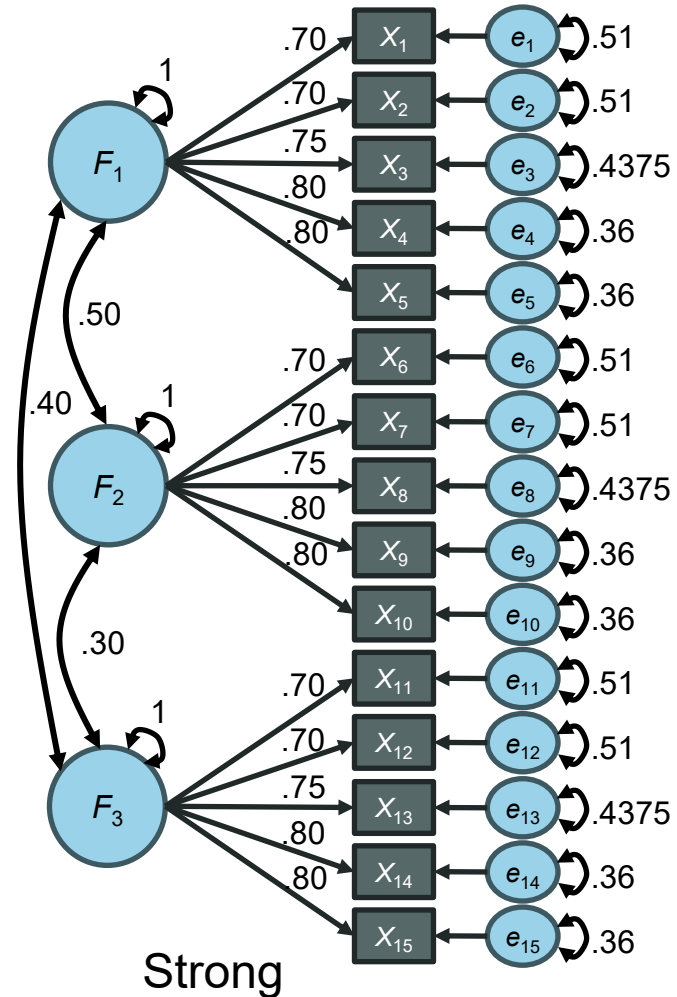 .70 X1 e1 .51
1
.70 X2 e2 .51
F1 .75 X3 e3 .4375
.80 X4 e4 .36
.80 X5 e5 .36
.50
.70 X6 e6 .51
.40 1 .70 X7 e7 .51
F2 .75 X8 e8 .4375
.80 X9 e9 .36
.80 X10 e10 .36
.30
.70 X11 e11 .51
1 .70 X12 e12 .51
F3 .75 X13 e13 .4375
.80 X14 e14 .36
.80 X15 e15 .36
Strong